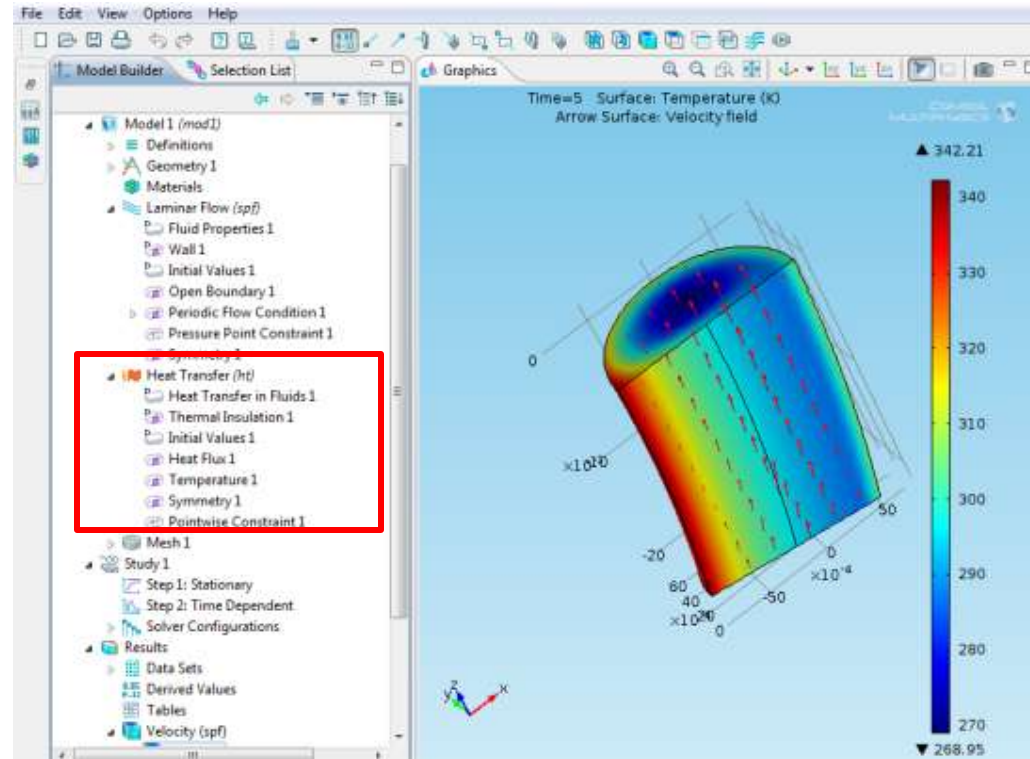 File Edit View Options Help
Model Builder Selection List
Graphics
Time=5 Surface: Temperature (K)
Arrow Surface: Velocity field
Model 1 (mod1)
Definitions
Geometry 1
Materials
Laminar Flow (spf)
Fluid Properties 1
Wall 1
Initial Values 1
Open Boundary 1
Periodic Flow Condition 1
Pressure Point Constraint 1
Symmetry 1
Heat Transfer (ht)
Heat Transfer in Fluids 1
Thermal Insulation 1
Initial Values 1
Heat Flux 1
Temperature 1
Symmetry 1
Pointwise Constraint 1
Mesh 1
Study 1
Step 1: Stationary
Step 2: Time Dependent
Solver Configurations
Results
Data Sets
Derived Values
Tables
Velocity (spf)
▲ 342.21
340
330
320
310
300
290
280
270
▼ 268.95
0
-20
60
40
0
-50
0
50
×10⁻⁴
z
y
x